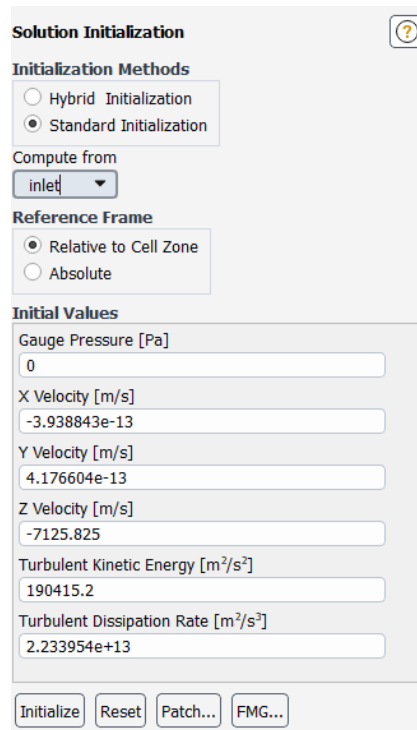 Solution Initialization
?
Initialization Methods
Hybrid Initialization
Standard Initialization
Compute from
inlet
Reference Frame
Relative to Cell Zone
Absolute
Initial Values
Gauge Pressure [Pa]
0
X Velocity [m/s]
-3.938843e-13
Y Velocity [m/s]
4.176604e-13
Z Velocity [m/s]
-7125.825
Turbulent Kinetic Energy [m²/s²]
190415.2
Turbulent Dissipation Rate [m²/s³]
2.233954e+13
Initialize Reset Patch... FMG...